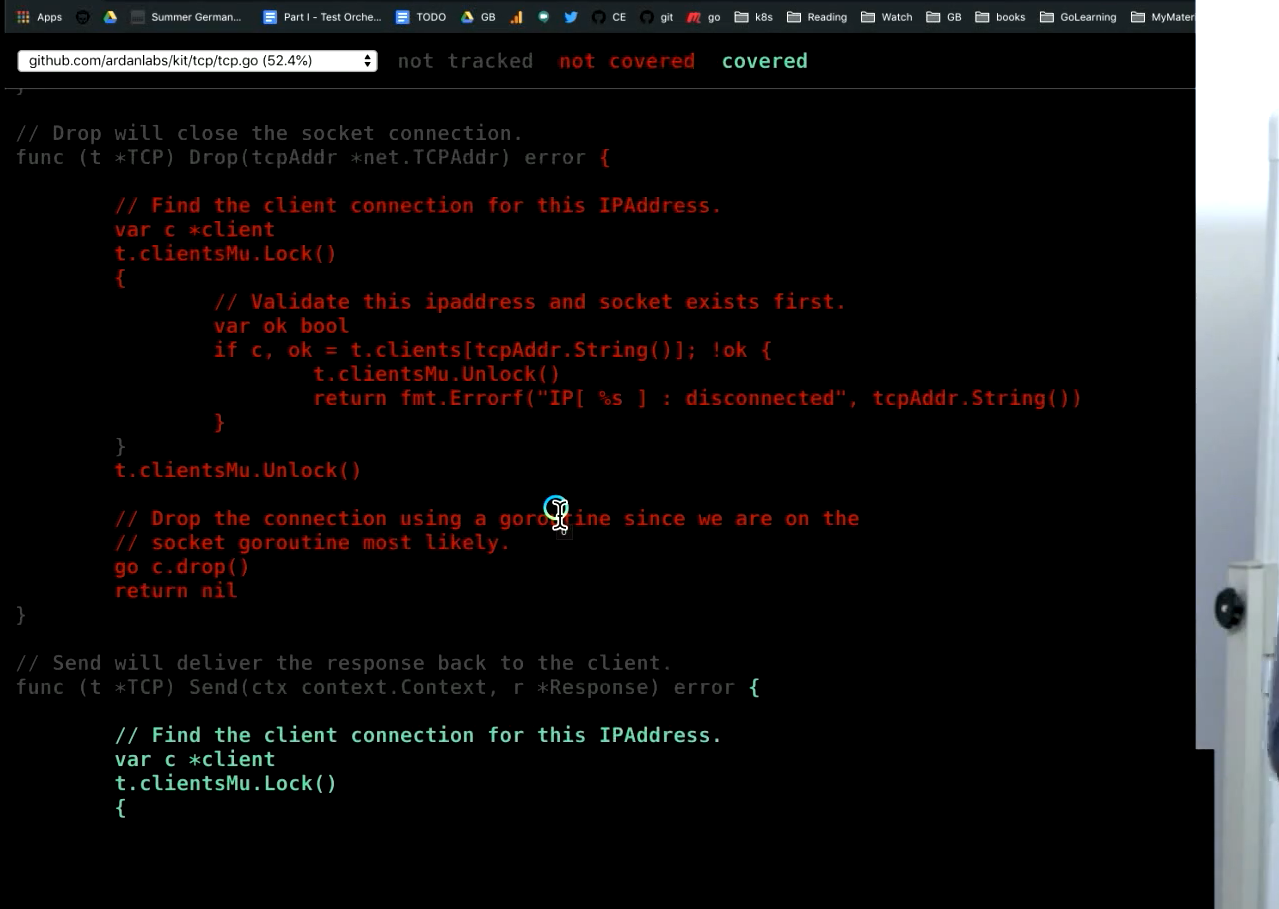 Apps
Summer German...
Part I - Test Orche...
TODO
GB
CE
git
go
k8s
Reading
Watch
GB
books
GoLearning
MyMater
github.com/ardanlabs/kit/tcp/tcp.go (52.4%)
not tracked
not covered
covered
}
// Drop will close the socket connection.
func (t *TCP) Drop(tcpAddr *net.TCPAddr) error {
// Find the client connection for this IPAddress.
var c *client
t.clientsMu.Lock()
{
// Validate this ipaddress and socket exists first.
var ok bool
if c, ok = t.clients[tcpAddr.String()]; !ok {
t.clientsMu.Unlock()
return fmt.Errorf("IP[ %s ] : disconnected", tcpAddr.String())
}
}
t.clientsMu.Unlock()
// Drop the connection using a goroutine since we are on the
// socket goroutine most likely.
go c.drop()
return nil
}
// Send will deliver the response back to the client.
func (t *TCP) Send(ctx context.Context, r *Response) error {
// Find the client connection for this IPAddress.
var c *client
t.clientsMu.Lock()
{